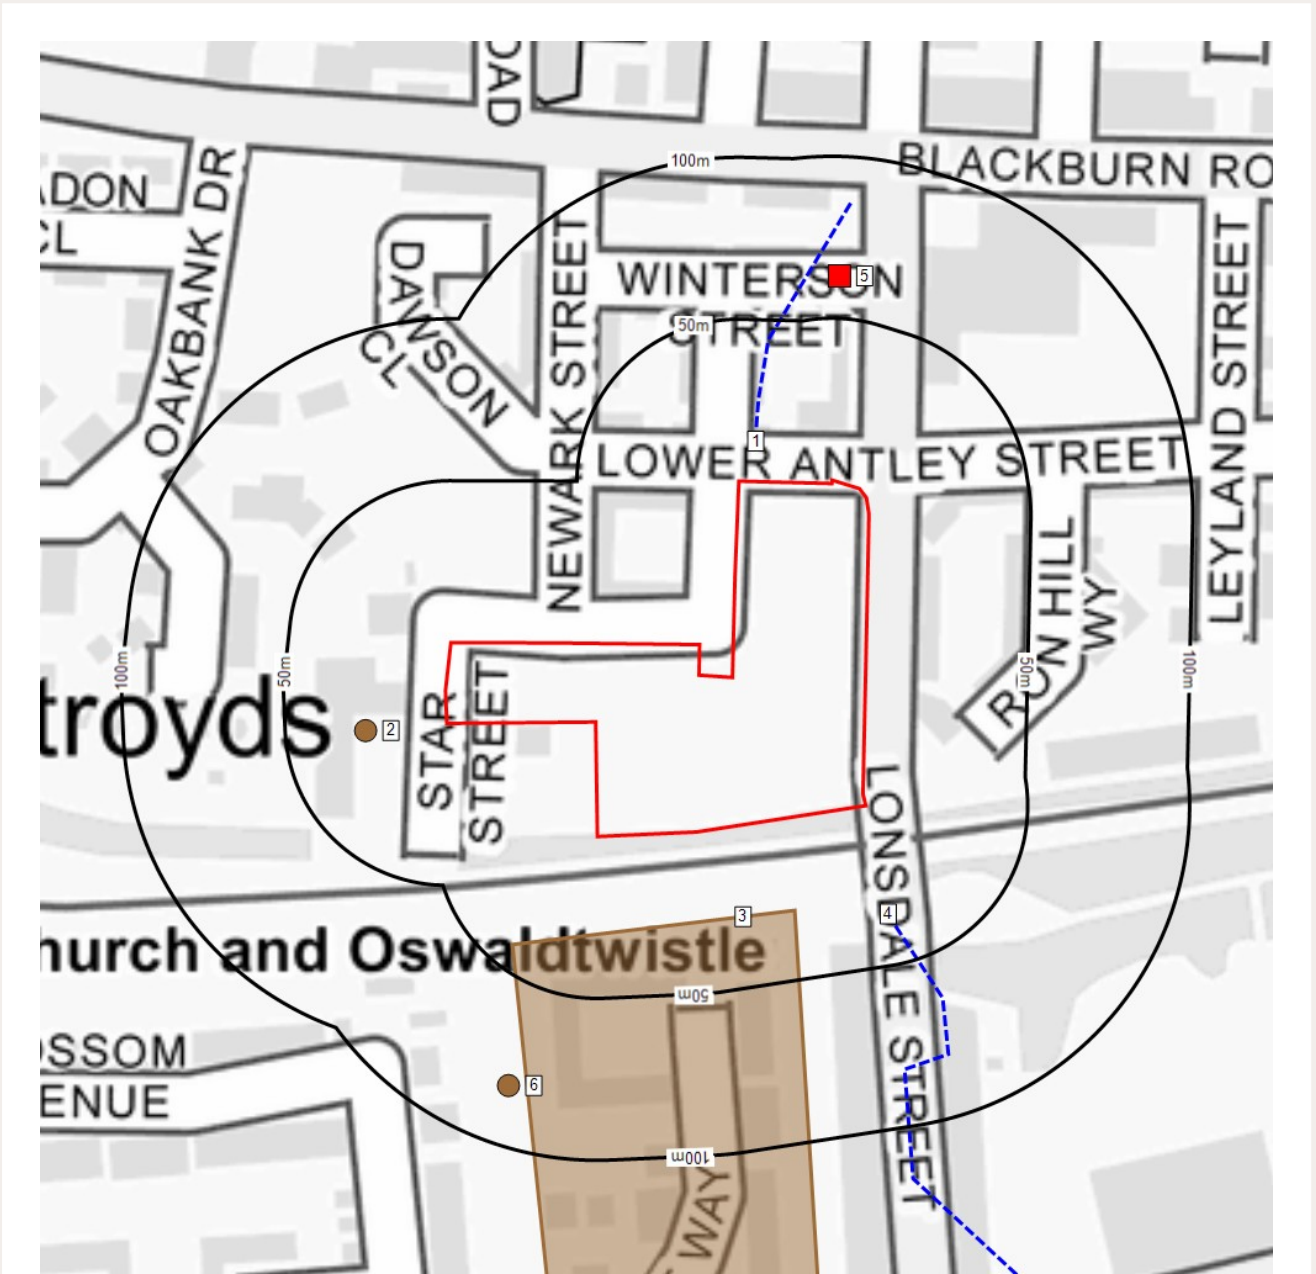 OAD
100m
BLACKBURN RO
ADON
CL
OAKBANK DR
DAWSON
CL
NEWARK STREET
WINTERSON
STREET
5
50m
LEYLAND STREET
1
LOWER ANTLEY STREET
IRON HILL
WY
100m
50m
50m
100m
troyds
2
STAR
STREET
LONSDALE STREET
3
4
hurch and Oswaldtwistle
50m
OSSOM
ENUE
6
100m
WAY